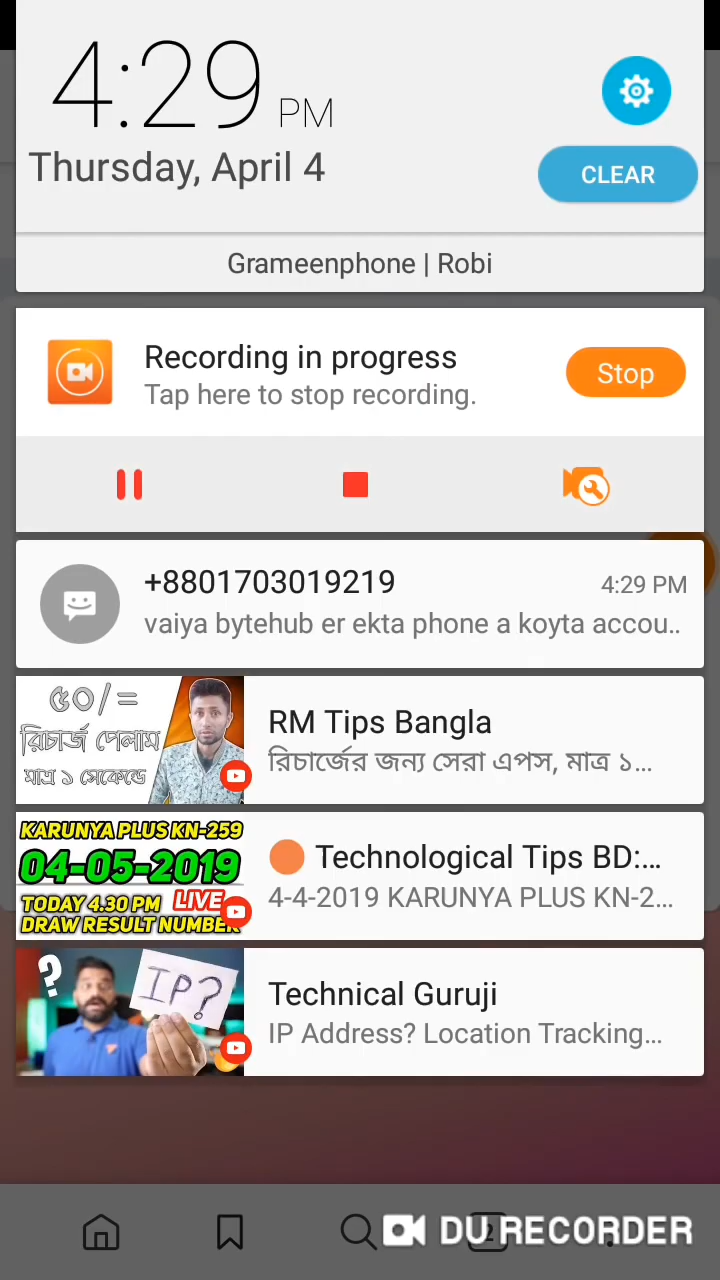 4:29 PM
Thursday, April 4
CLEAR
Grameenphone | Robi
Recording in progress
Tap here to stop recording.
Stop
+8801703019219
4:29 PM
vaiya bytehub er ekta phone a koyta accou..
৫০/=
রিচার্জ পেলাম
মাত্র ১ সেকেন্ডে
RM Tips Bangla
রিচার্জের জন্য সেরা এপস, মাত্র ১...
KARUNYA PLUS KN-259
04-05-2019
TODAY 4.30 PM LIVE
DRAW RESULT NUMBER
Technological Tips BD:...
4-4-2019 KARUNYA PLUS KN-2...
?
IP?
Technical Guruji
IP Address? Location Tracking...
2
DU RECORDER